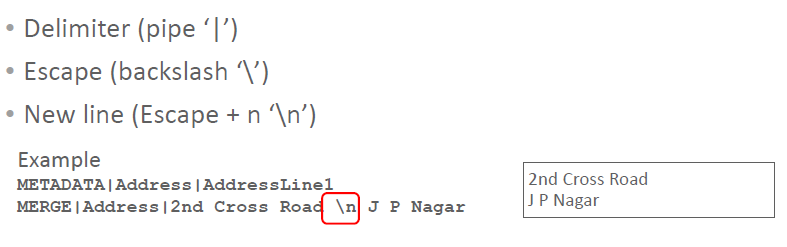 • Delimiter (pipe ‘|’)
• Escape (backslash ‘\’)
• New line (Escape + n ‘\n’)
Example
METADATA|Address|AddressLine1
MERGE|Address|2nd Cross Road \n J P Nagar
2nd Cross Road
J P Nagar